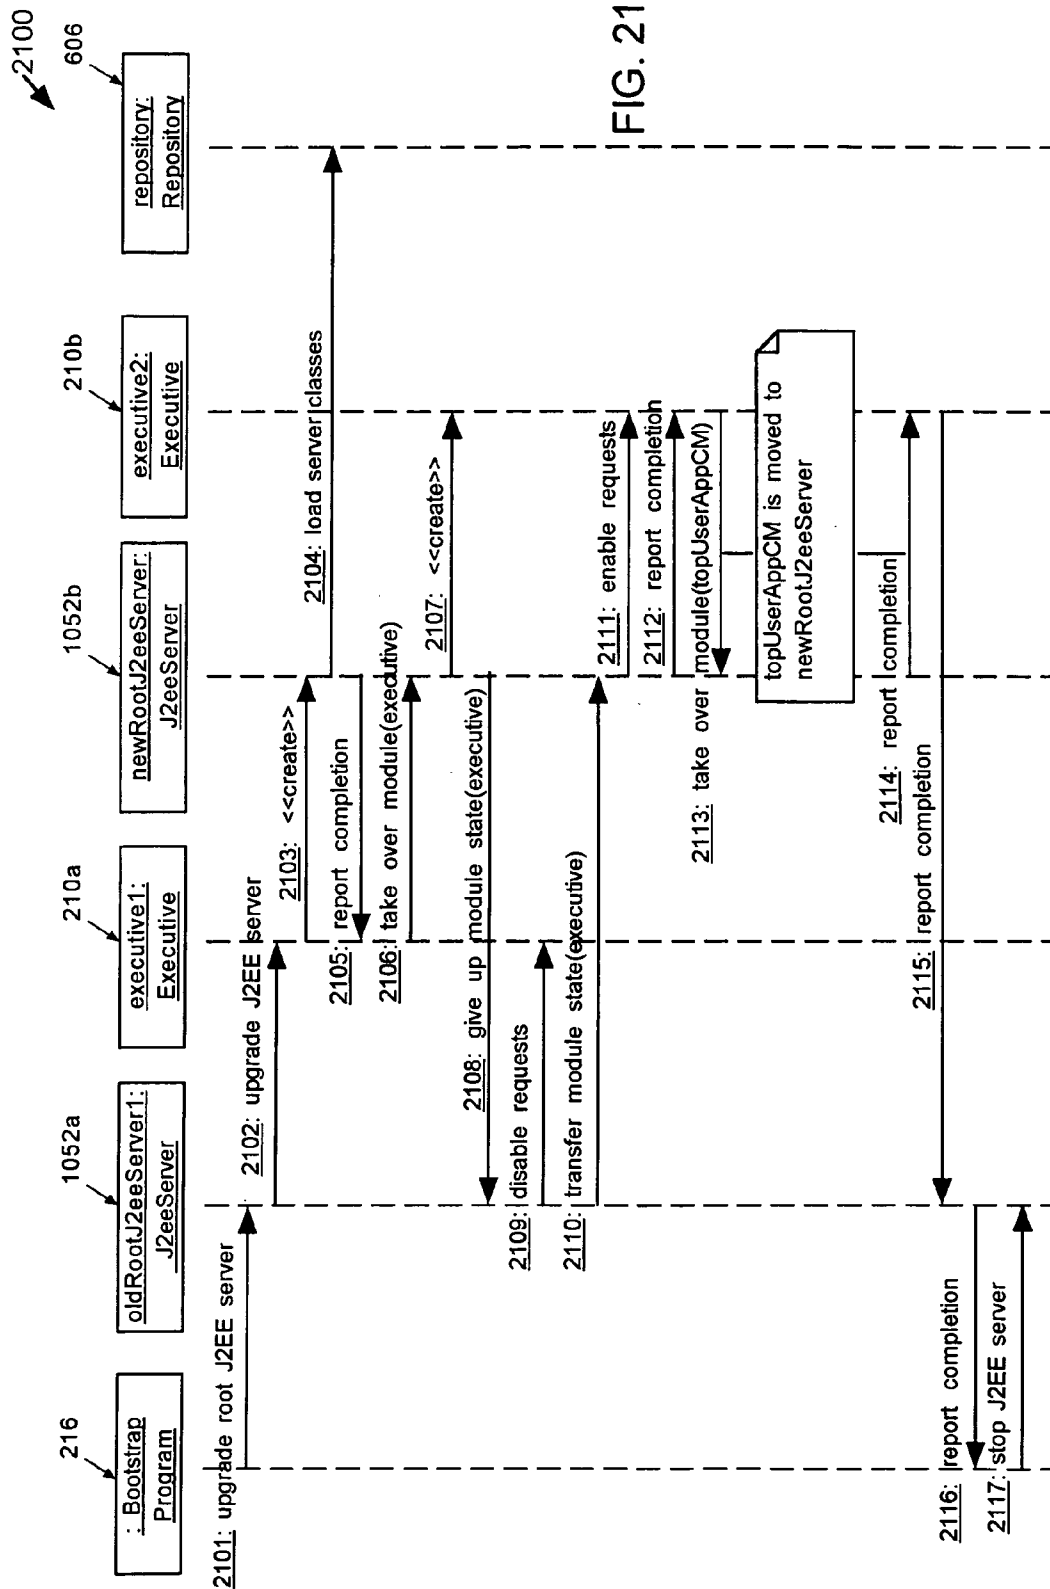 2100
216
: Bootstrap
Program
1052a
oldRootJ2eeServer1:
J2eeServer
210a
executive1:
Executive
1052b
newRootJ2eeServer:
J2eeServer
210b
executive2:
Executive
606
repository:
Repository
2101: upgrade root J2EE server
2102: upgrade J2EE server
2103: <<create>>
2104: load server classes
2105: report completion
2106: take over module(executive)
2107: <<create>>
2108: give up module state(executive)
2109: disable requests
2110: transfer module state(executive)
2111: enable requests
2112: report completion
2113: take over module(topUserAppCM)
topUserAppCM is moved to
newRootJ2eeServer
2114: report completion
2115: report completion
2116: report completion
2117: stop J2EE server
FIG. 21